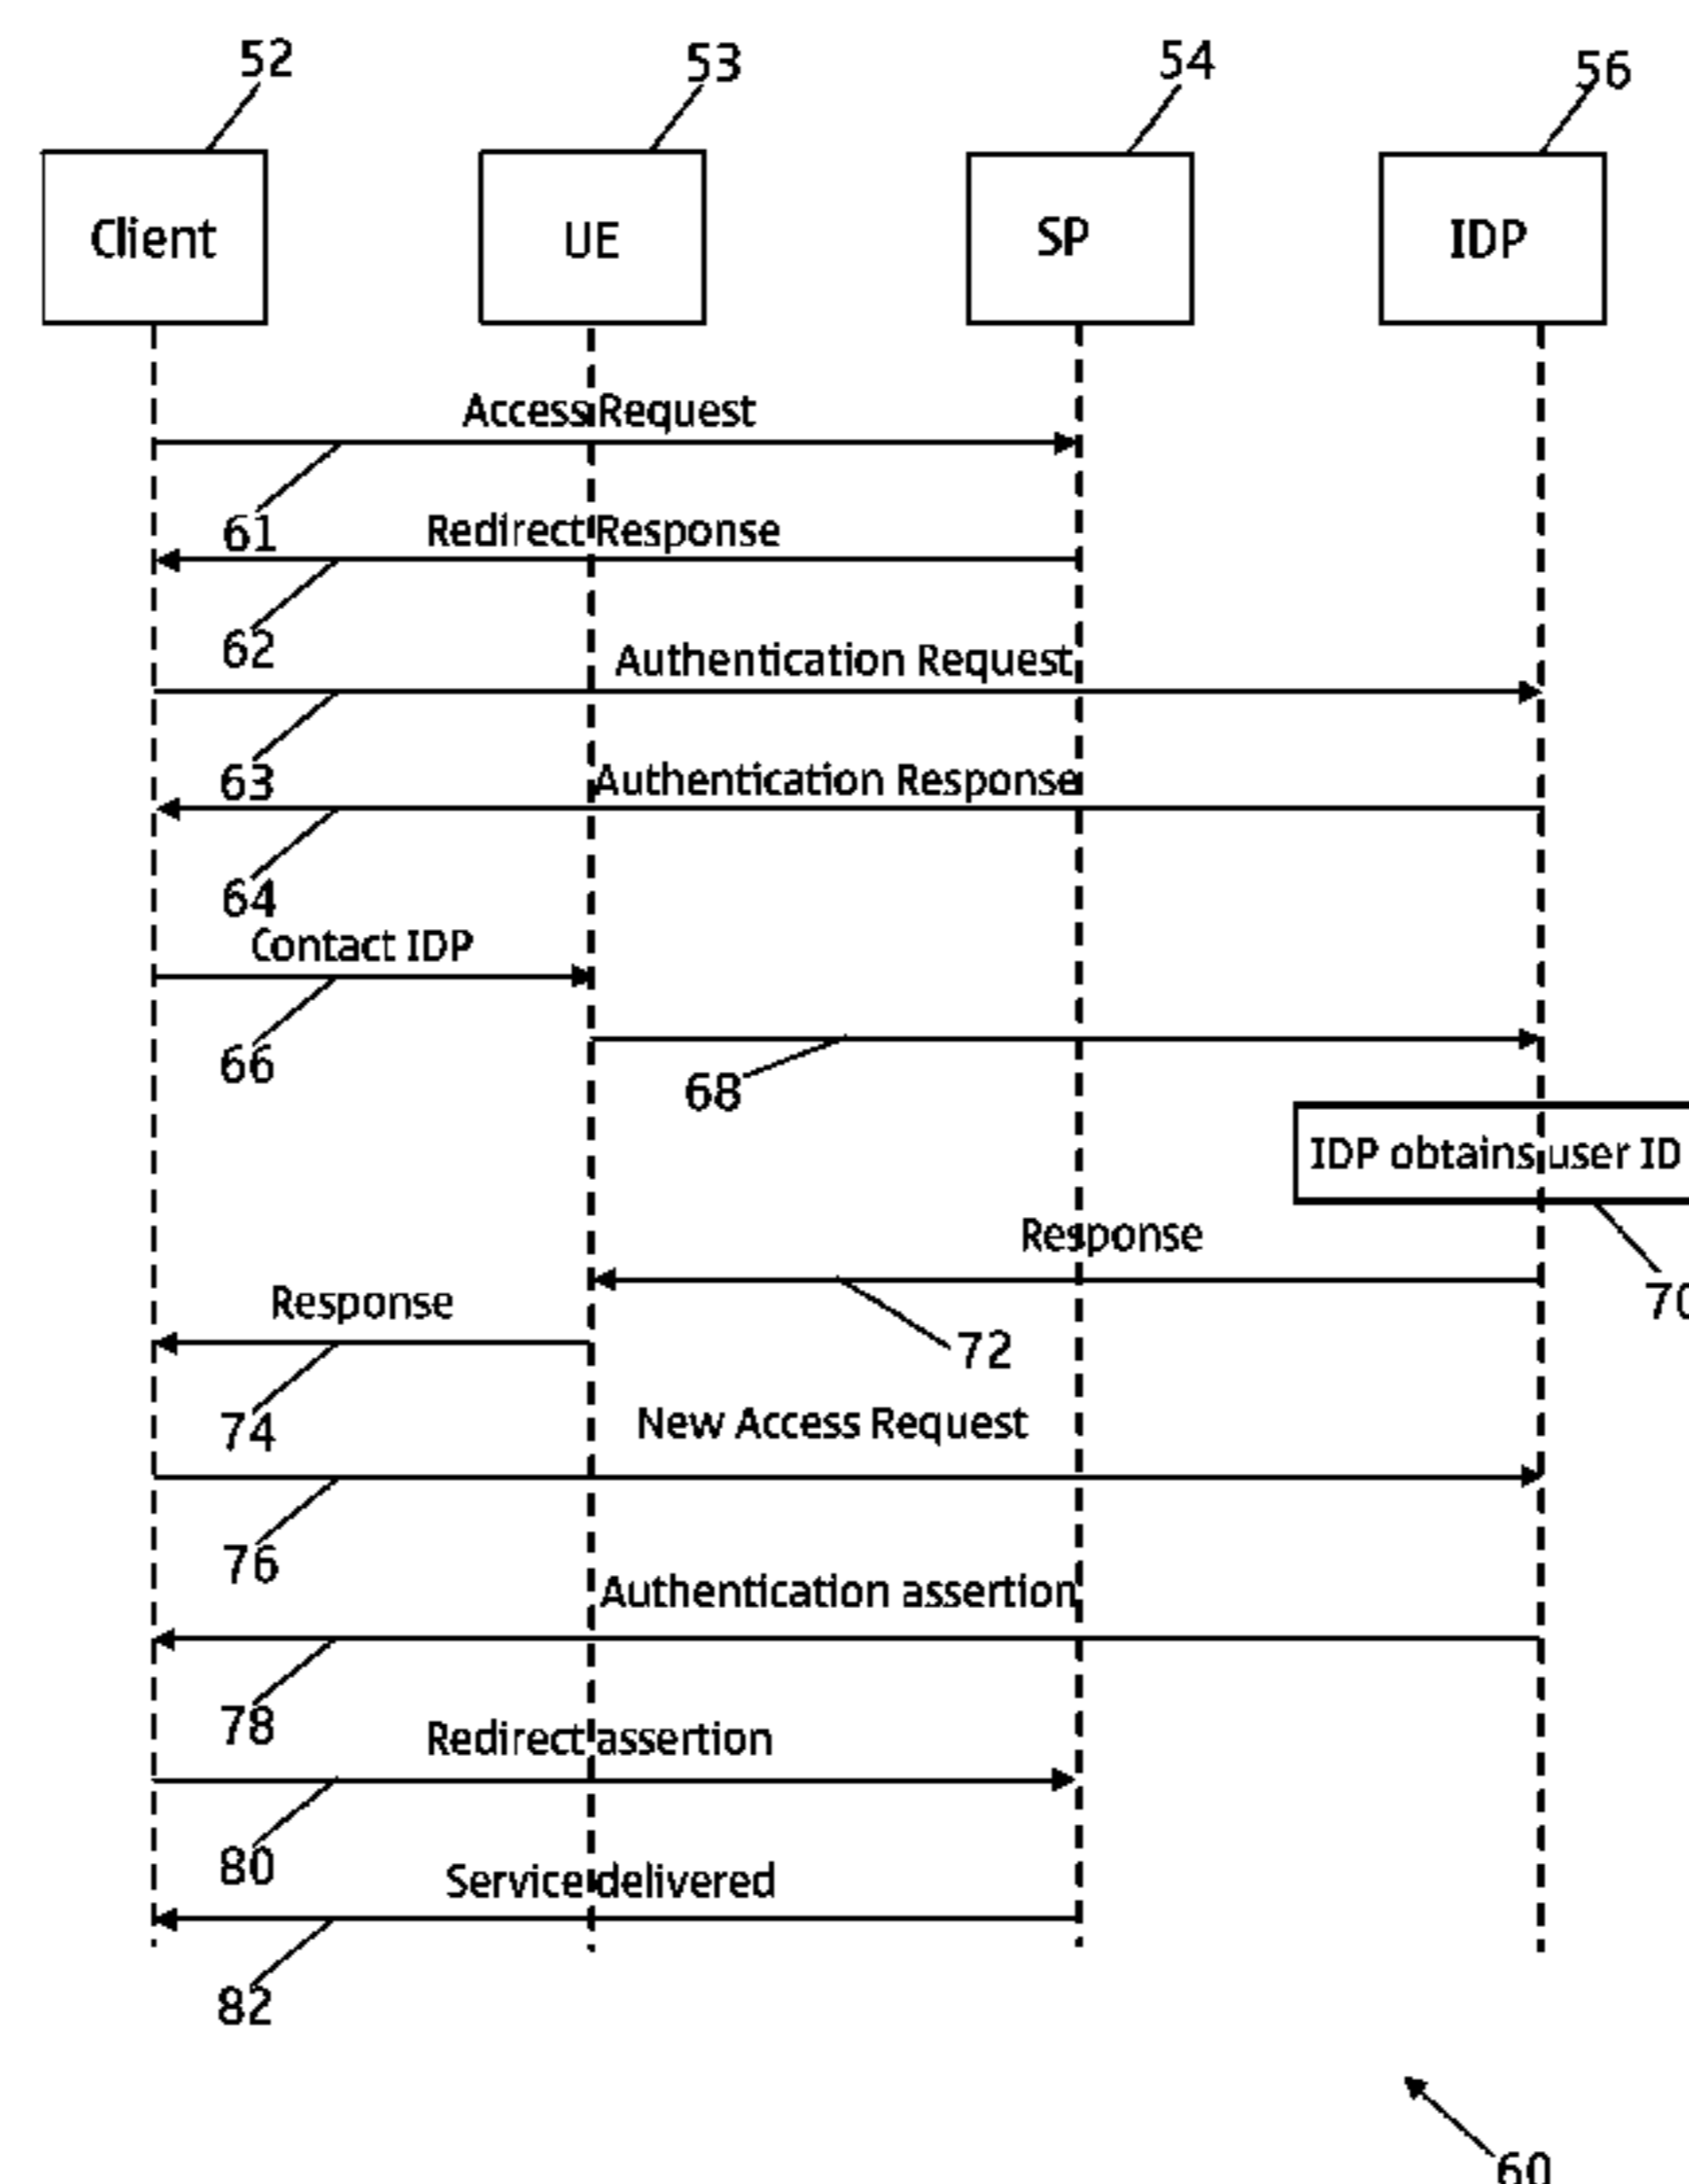 52
53
54
56
Client
UE
SP
IDP
Access Request
61
Redirect Response
62
Authentication Request
63
Authentication Response
64
Contact IDP
66
68
IDP obtains user ID
70
Response
Response
72
74
New Access Request
76
Authentication assertion
78
Redirect assertion
80
Service delivered
82
60